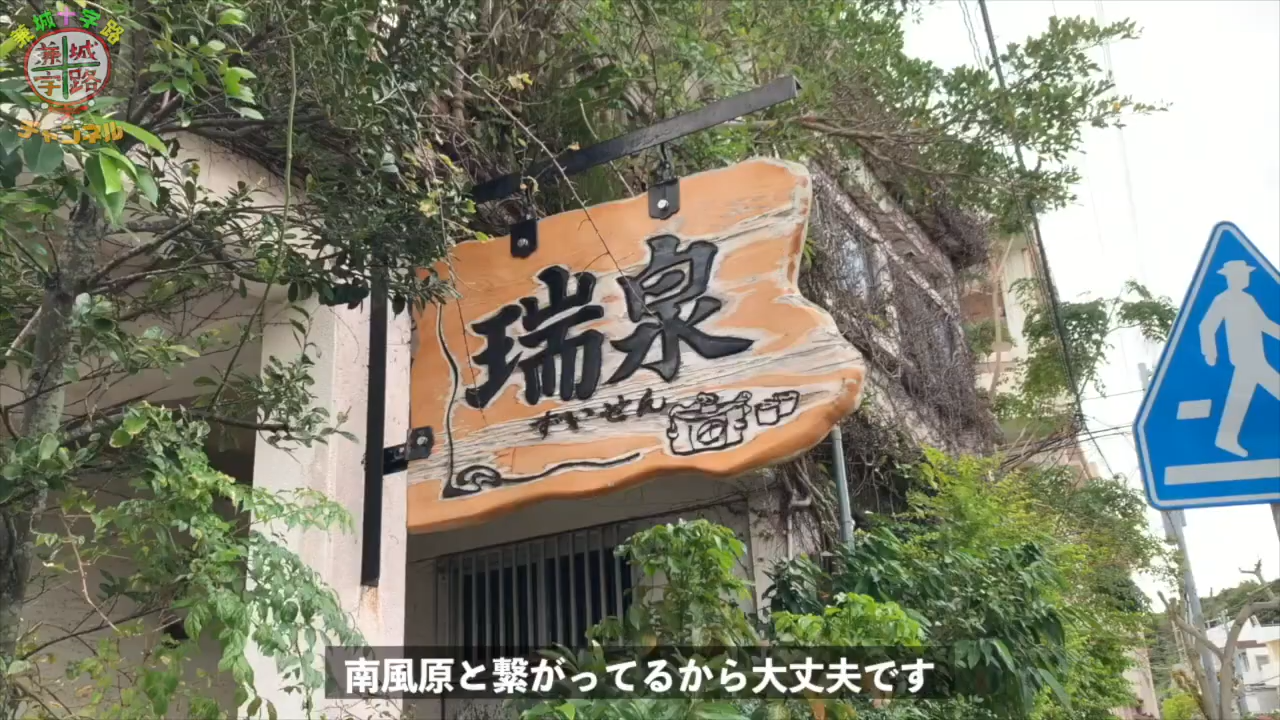 兼城十字路
兼城
字路
チャンネル
瑞泉
ずいせん
南風原と繋がってるから大丈夫です